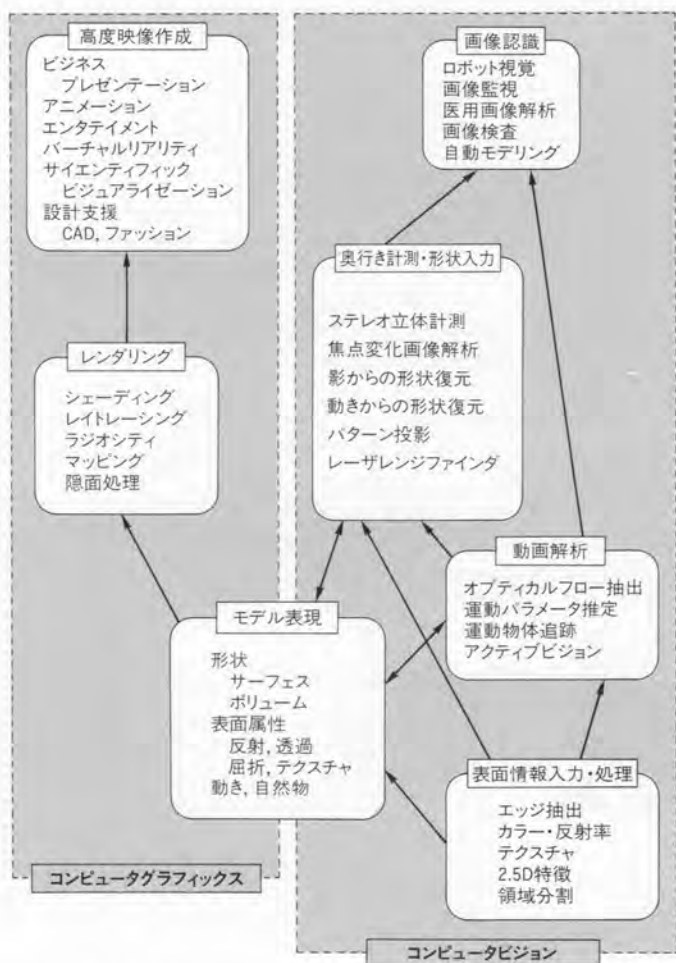 高度映像作成
ビジネス
プレゼンテーション
アニメーション
エンタテイメント
バーチャルリアリティ
サイエンティフィック
ビジュアライゼーション
設計支援
CAD, ファッション
レンダリング
シェーディング
レイトレーシング
ラジオシティ
マッピング
隠面処理
モデル表現
形状
サーフェス
ボリューム
表面属性
反射, 透過
屈折, テクスチャ
動き, 自然物
コンピュータグラフィックス
画像認識
ロボット視覚
画像監視
医用画像解析
画像検査
自動モデリング
奥行き計測・形状入力
ステレオ立体計測
焦点変化画像解析
影からの形状復元
動きからの形状復元
パターン投影
レーザレンジファインダ
動画解析
オプティカルフロー抽出
運動パラメータ推定
運動物体追跡
アクティブビジョン
表面情報入力・処理
エッジ抽出
カラー・反射率
テクスチャ
2.5D特徴
領域分割
コンピュータビジョン